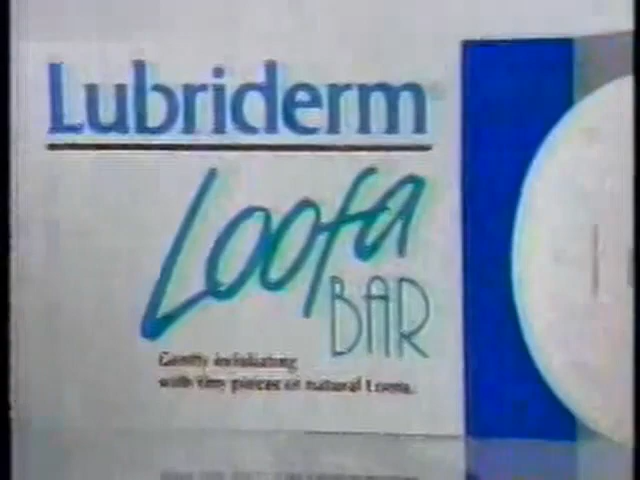 Lubriderm
Loofa
BAR
Gently exfoliating
with tiny pieces of natural Loofa.